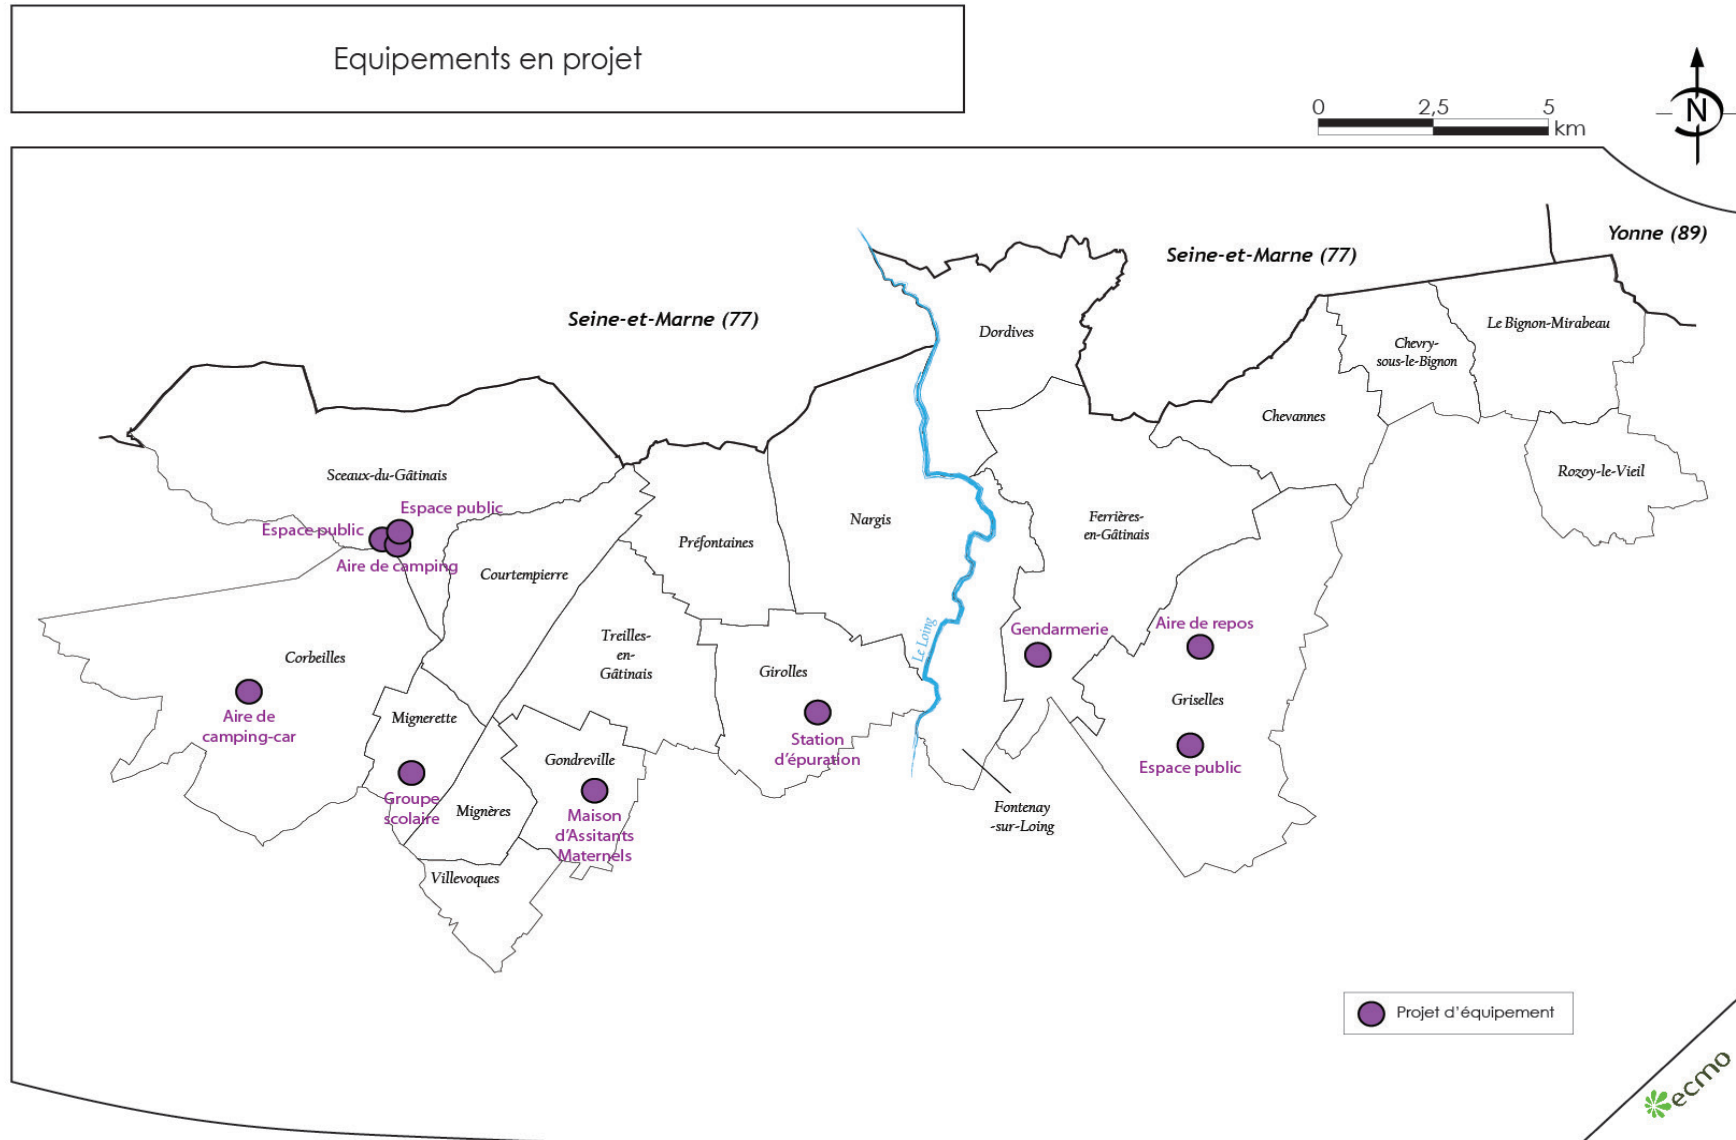 Equipements en projet
0 2,5 5
km
N
Yonne (89)
Seine-et-Marne (77)
Seine-et-Marne (77)
Dordives
Le Bignon-Mirabeau
Chevry-
sous-le-Bignon
Chevannes
Sceaux-du-Gâtinais
Rozoy-le-Vieil
Espace public
Espace public
Aire de camping
Nargis
Ferrières-
en-Gâtinais
Préfontaines
Courtempierre
Treilles-
en-
Gâtinais
Le Loing
Gendarmerie
Aire de repos
Corbeilles
Girolles
Griselles
Aire de
camping-car
Mignerette
Station
d'épuration
Gondreville
Espace public
Groupe
scolaire
Mignères
Maison
d'Assitants
Maternels
Fontenay
-sur-Loing
Villevoques
Projet d'équipement
ecmo